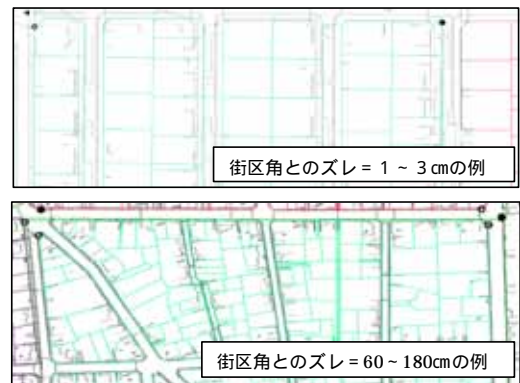 街区角とのズレ = 1 ~ 3 ㎝の例
街区角とのズレ = 60 ~ 180㎝の例